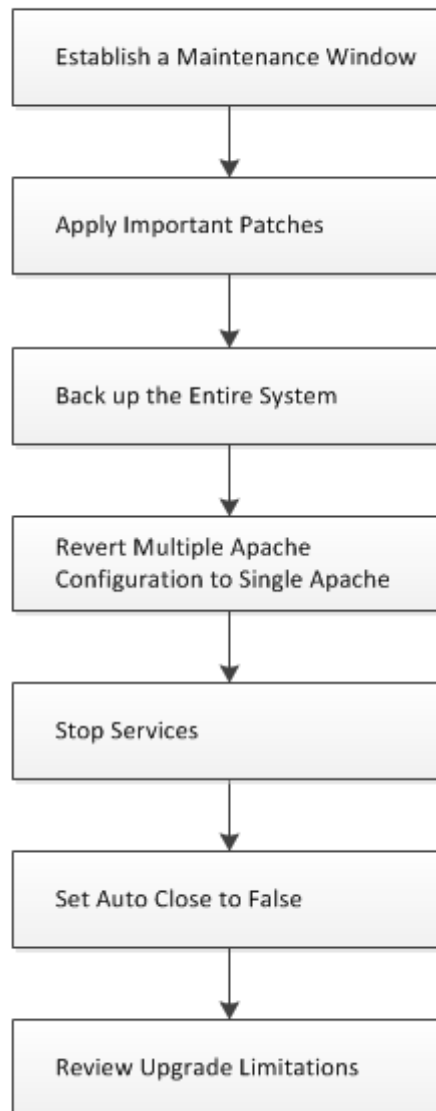 Establish a Maintenance Window
Apply Important Patches
Back up the Entire System
Revert Multiple Apache
Configuration to Single Apache
Stop Services
Set Auto Close to False
Review Upgrade Limitations